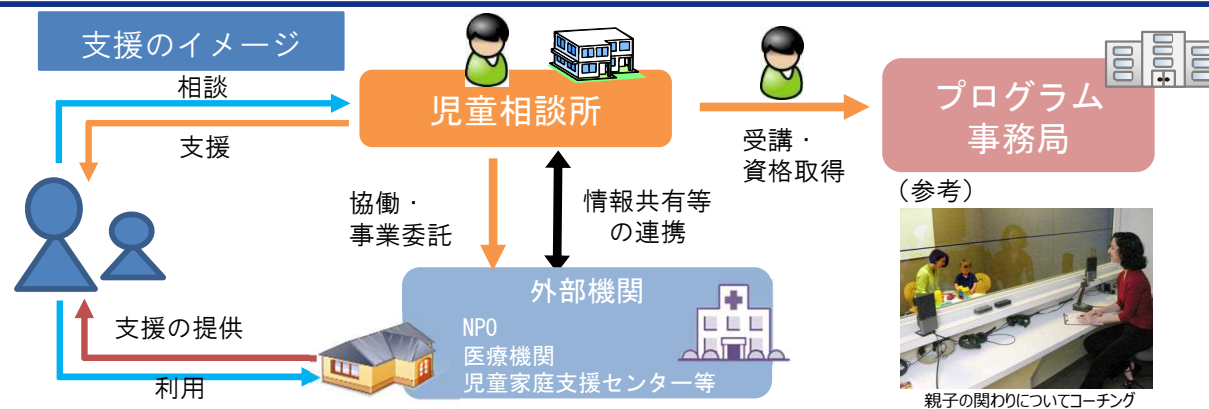 支援のイメージ
相談
支援
児童相談所
受講・
資格取得
プログラム
事務局
(参考)
協働・
事業委託
情報共有等
の連携
外部機関
NPO
医療機関
児童家庭支援センター等
支援の提供
利用
親子の関わりについてコーチング